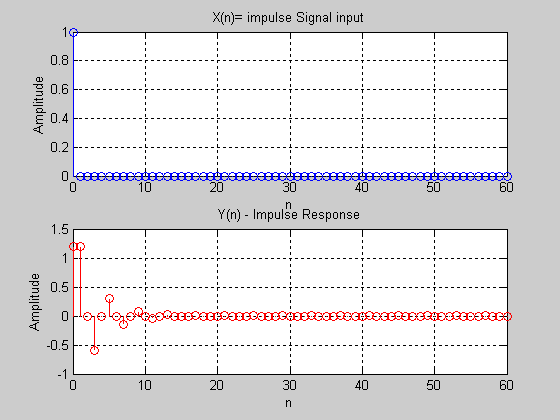 X(n)= impulse Signal input
1
0.8
0.6
0.4
0.2
0
Amplitude
0 10 20 30 40 50 60
n
Y(n) - Impulse Response
1.5
1
0.5
0
-0.5
-1
Amplitude
0 10 20 30 40 50 60
n